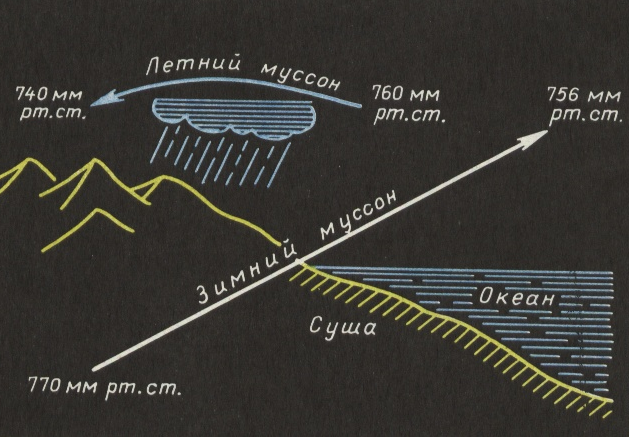 Летний муссон
740 мм
рт.ст.
760 мм
рт.ст.
756 мм
рт.ст.
Зимний муссон
Океан
Суша
770 мм рт.ст.